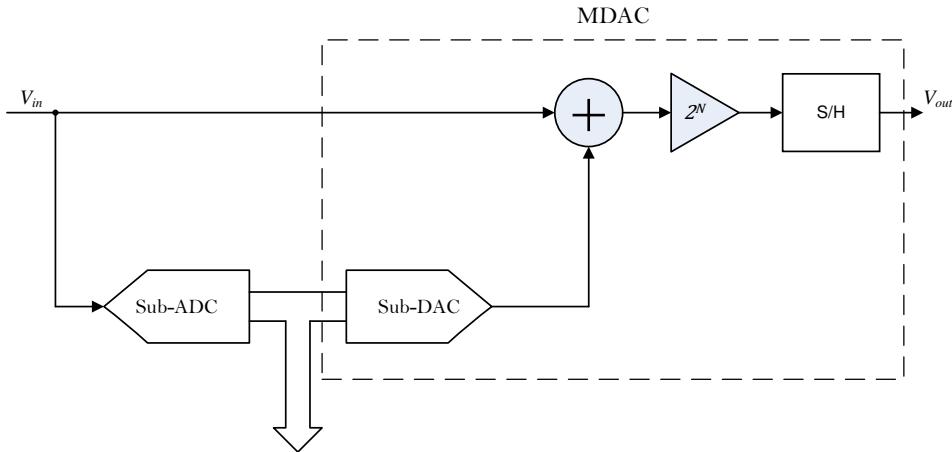 MDAC
V_in
+
2^N
S/H
V_out
Sub-ADC
Sub-DAC